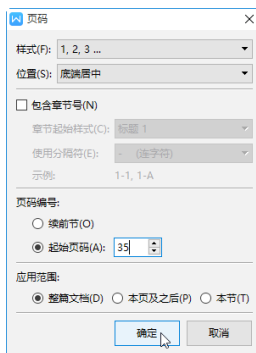 页码
样式(F): 1, 2, 3 ...
位置(S): 底端居中
包含章节号(N)
章节起始样式(C): 标题 1
使用分隔符(E): - (连字符)
示例: 1-1, 1-A
页码编号:
续前节(O)
起始页码(A): 35
应用范围:
整篇文档(D) 本页及之后(P) 本节(T)
确定 取消